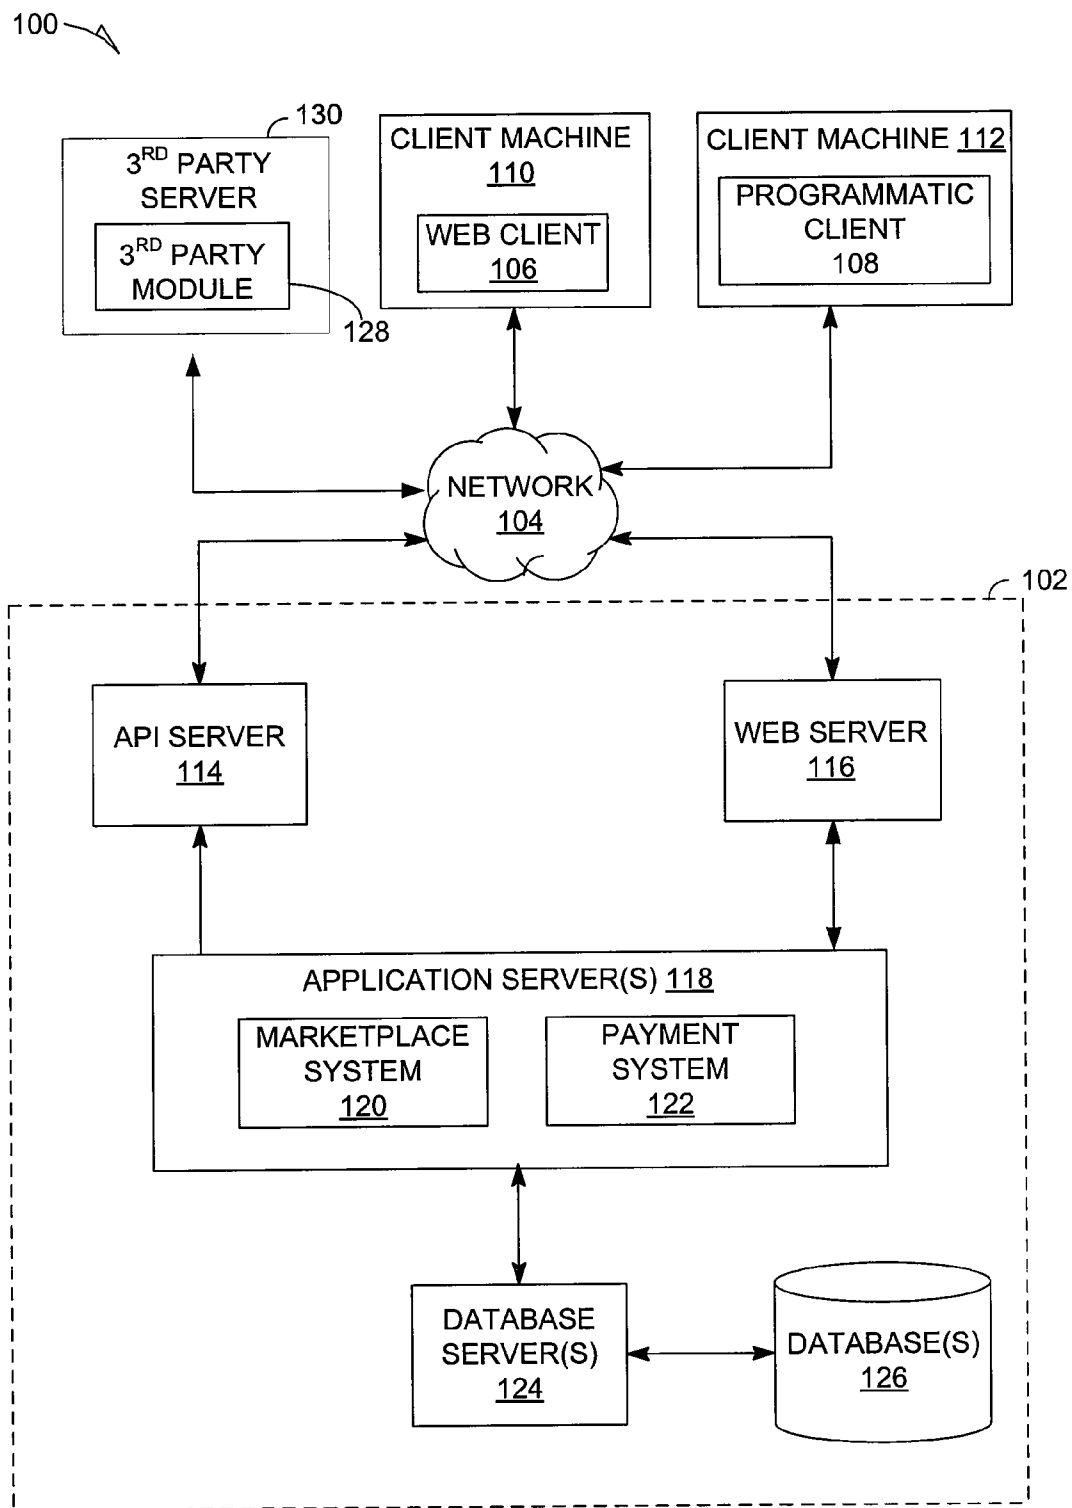 100
130
3RD PARTY
SERVER
3RD PARTY
MODULE
128
CLIENT MACHINE
110
WEB CLIENT
106
CLIENT MACHINE 112
PROGRAMMATIC
CLIENT
108
NETWORK
104
102
API SERVER
114
WEB SERVER
116
APPLICATION SERVER(S) 118
MARKETPLACE
SYSTEM
120
PAYMENT
SYSTEM
122
DATABASE
SERVER(S)
124
DATABASE(S)
126